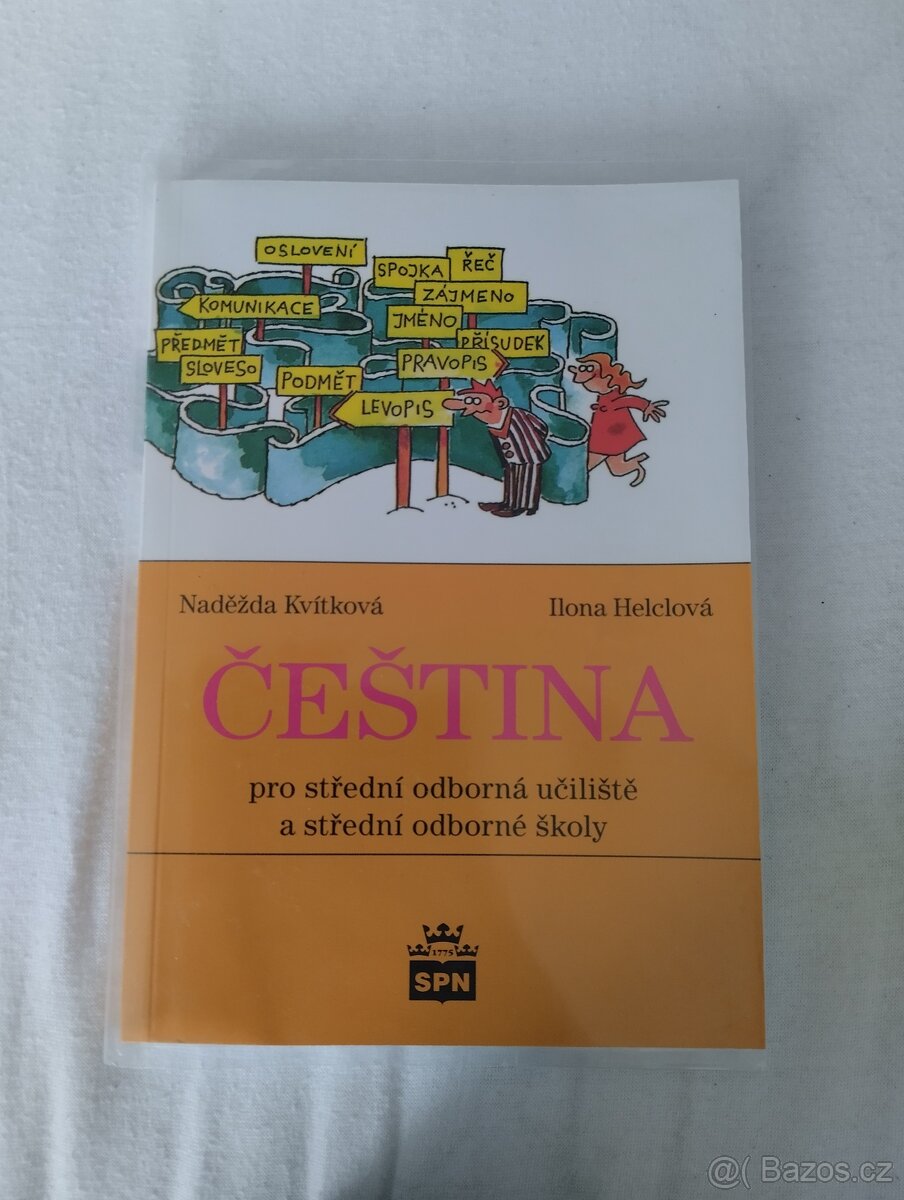 OSLOVENÍ
SPOJKA
ŘEČ
KOMUNIKACE
ZÁJMENO
JMÉNO
PŘEDMĚT
PŘÍSUDEK
SLOVESO
PRAVOPIS
PODMĚT
LEVOPIS
Naděžda Kvítková
Ilona Helclová
ČEŠTINA
pro střední odborná učiliště
a střední odborné školy
1775
SPN
@( Bazos.cz